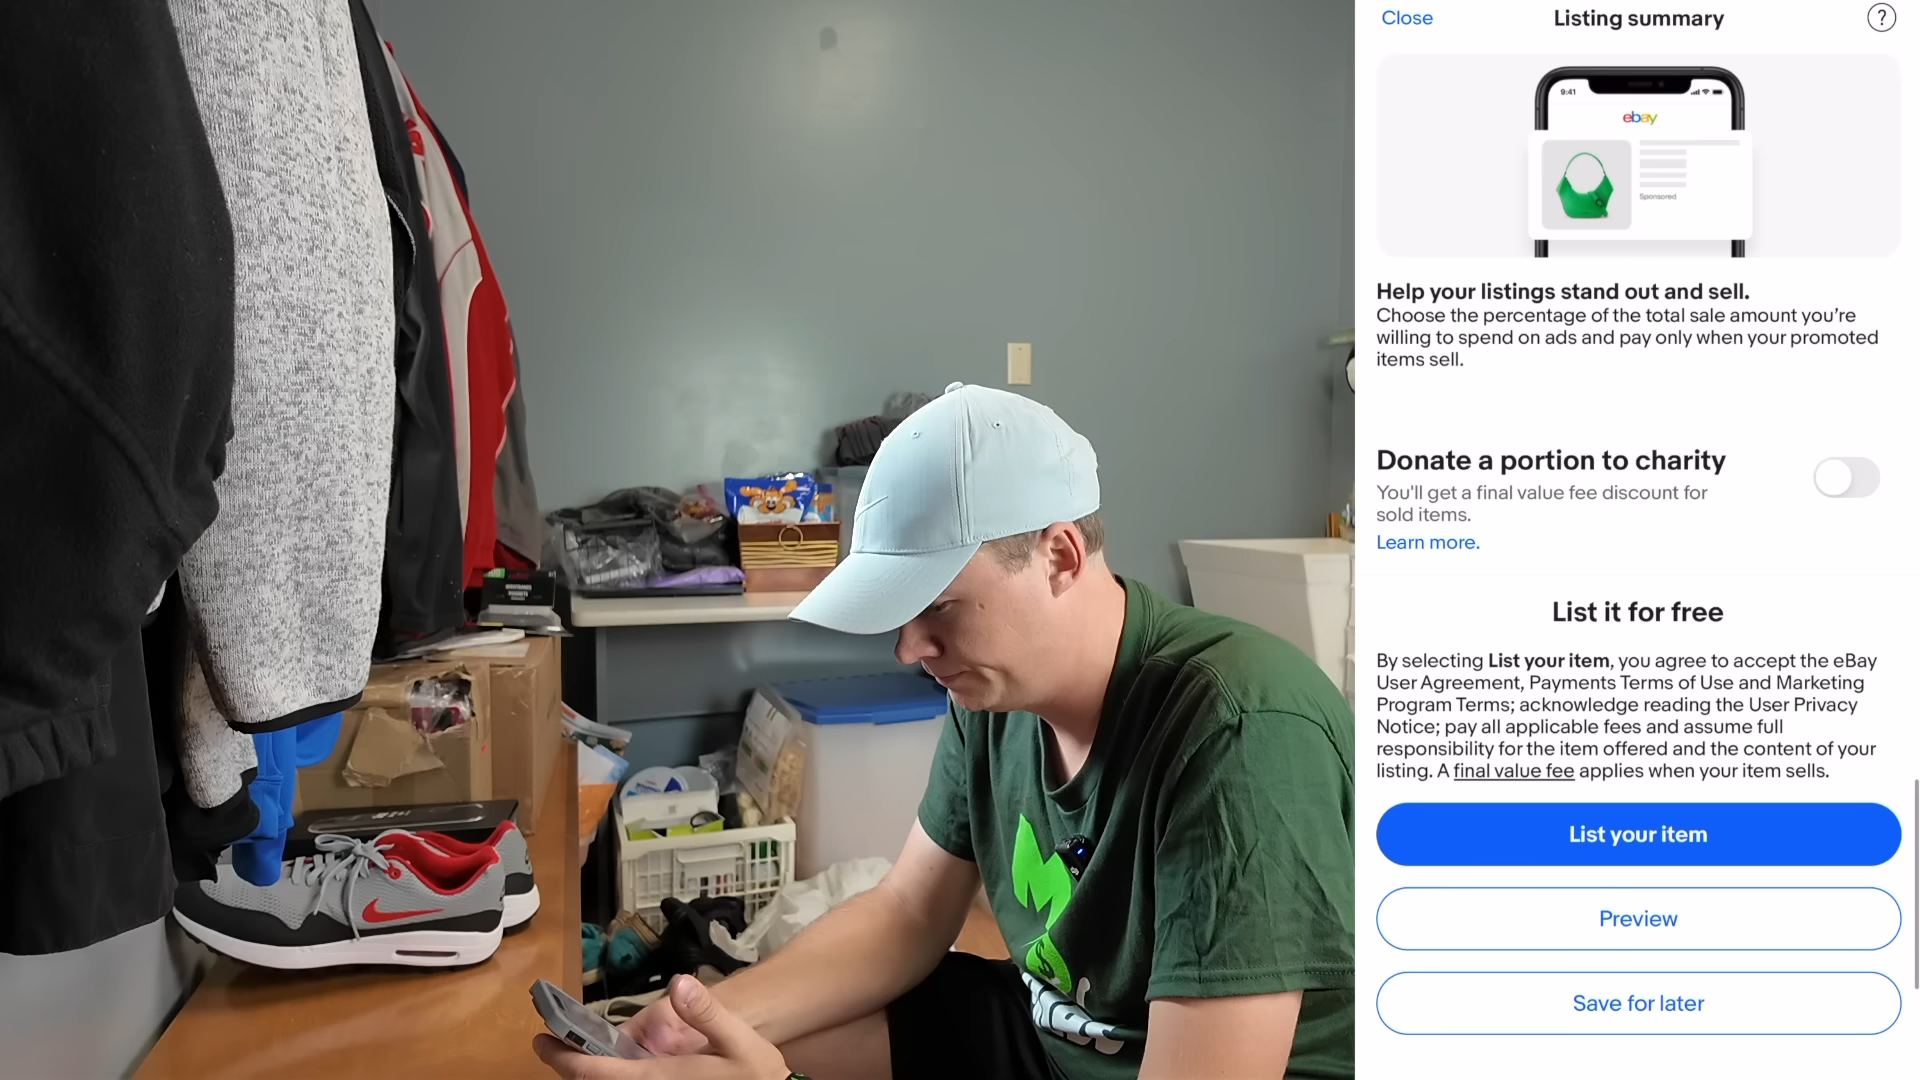 Close
Listing summary
?
9:41
ebay
Sponsored
Help your listings stand out and sell.
Choose the percentage of the total sale amount you’re
willing to spend on ads and pay only when your promoted
items sell.
Donate a portion to charity
You'll get a final value fee discount for
sold items.
Learn more.
List it for free
By selecting List your item, you agree to accept the eBay
User Agreement, Payments Terms of Use and Marketing
Program Terms; acknowledge reading the User Privacy
Notice; pay all applicable fees and assume full
responsibility for the item offered and the content of your
listing. A final value fee applies when your item sells.
List your item
Preview
Save for later